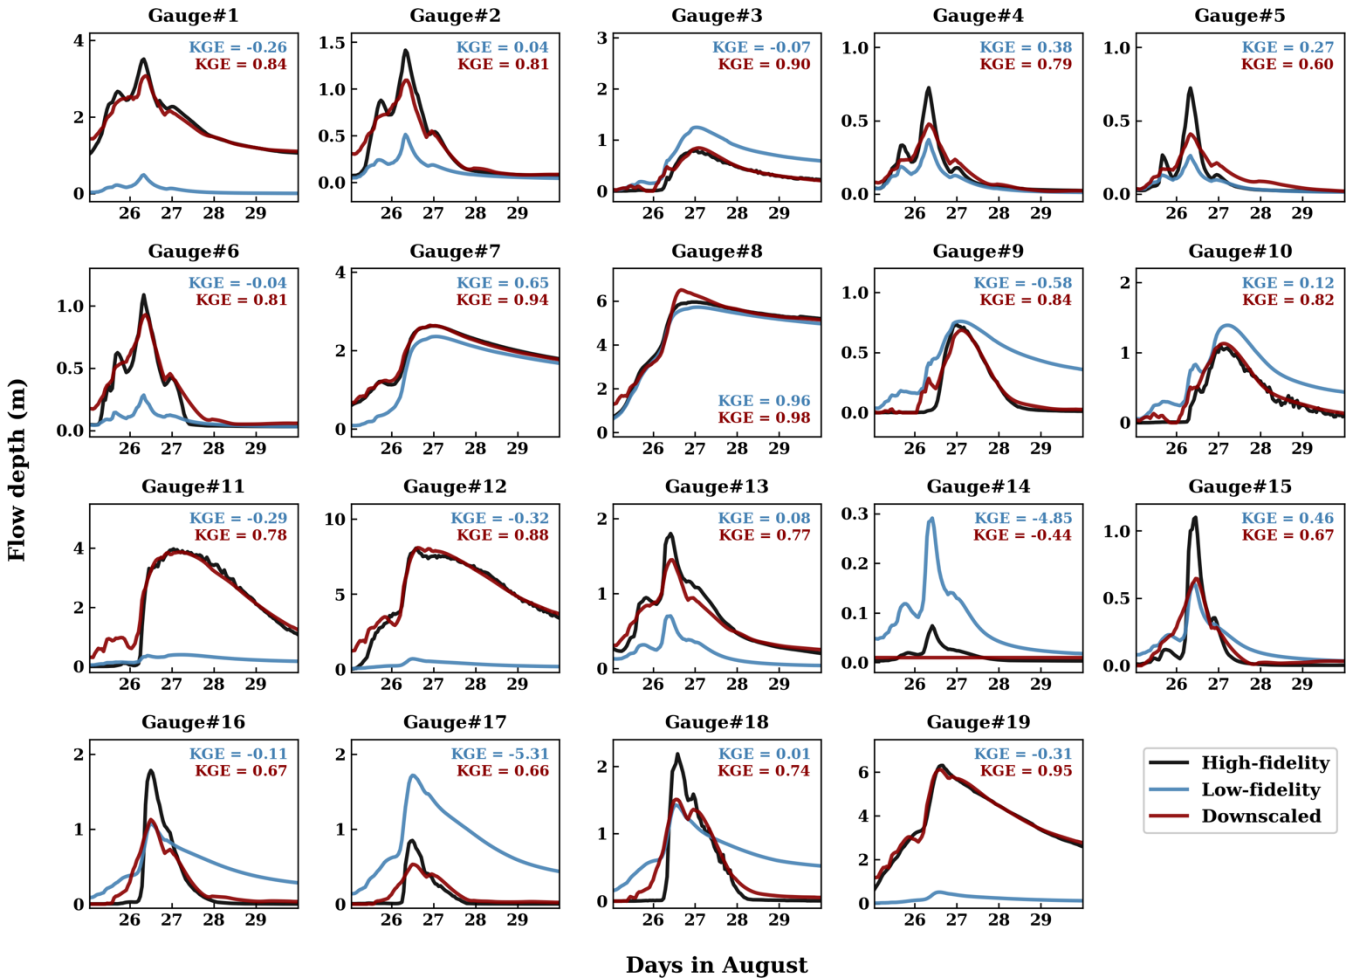 Gauge#1
Gauge#2
Gauge#3
Gauge#4
Gauge#5
KGE = -0.26
KGE = 0.84
0
2
4
26 27 28 29
KGE = 0.04
KGE = 0.81
0.0
0.5
1.0
1.5
26 27 28 29
KGE = -0.07
KGE = 0.90
0
1
2
3
26 27 28 29
KGE = 0.38
KGE = 0.79
0.0
0.5
1.0
26 27 28 29
KGE = 0.27
KGE = 0.60
0.0
0.5
1.0
26 27 28 29
Gauge#6
Gauge#7
Gauge#8
Gauge#9
Gauge#10
KGE = -0.04
KGE = 0.81
0.0
0.5
1.0
26 27 28 29
KGE = 0.65
KGE = 0.94
0
2
4
26 27 28 29
KGE = 0.96
KGE = 0.98
0
2
4
6
26 27 28 29
KGE = -0.58
KGE = 0.84
0.0
0.5
1.0
26 27 28 29
KGE = 0.12
KGE = 0.82
0
1
2
26 27 28 29
Flow depth (m)
Gauge#11
Gauge#12
Gauge#13
Gauge#14
Gauge#15
KGE = -0.29
KGE = 0.78
0
2
4
26 27 28 29
KGE = -0.32
KGE = 0.88
0
5
10
26 27 28 29
KGE = 0.08
KGE = 0.77
0
1
2
26 27 28 29
KGE = -4.85
KGE = -0.44
0.0
0.1
0.2
0.3
26 27 28 29
KGE = 0.46
KGE = 0.67
0.0
0.5
1.0
26 27 28 29
Gauge#16
Gauge#17
Gauge#18
Gauge#19
KGE = -0.11
KGE = 0.67
0
1
2
26 27 28 29
KGE = -5.31
KGE = 0.66
0
1
2
26 27 28 29
KGE = 0.01
KGE = 0.74
0
1
2
26 27 28 29
KGE = -0.31
KGE = 0.95
0
2
4
6
26 27 28 29
High-fidelity
Low-fidelity
Downscaled
Days in August